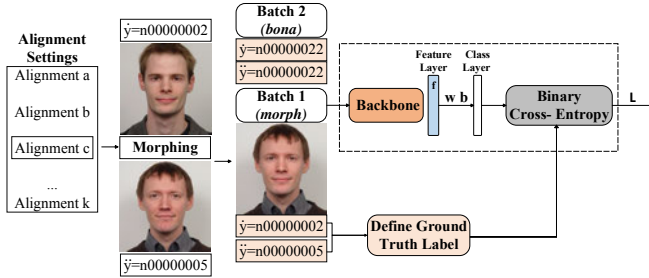 Alignment
Settings
Alignment a
Alignment b
Alignment c
...
Alignment k
ẏ=n00000002
Morphing
ÿ=n00000005
Batch 2
(bona)
ẏ=n00000022
ÿ=n00000022
Batch 1
(morph)
ẏ=n00000002
ÿ=n00000005
Backbone
Feature
Layer
f
w b
Class
Layer
Binary
Cross- Entropy
L
Define Ground
Truth Label